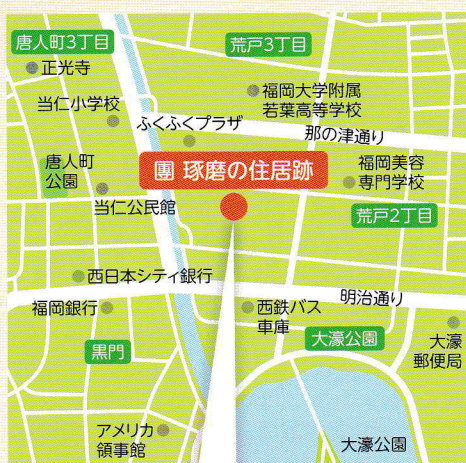 唐人町3丁目
荒戸3丁目
正光寺
福岡大学附属
若葉高等学校
当仁小学校
ふくふくプラザ
那の津通り
團 琢磨の住居跡
福岡美容
専門学校
唐人町
公園
当仁公民館
荒戸2丁目
西日本シティ銀行
明治通り
福岡銀行
西鉄バス
車庫
大濠公園
大濠
郵便局
黒門
アメリカ
領事館
大濠公園